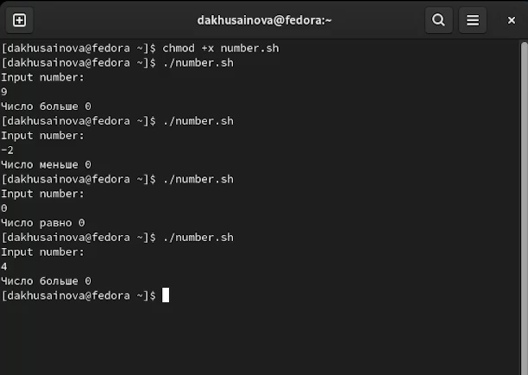 dakhusainova@fedora:~
[dakhusainova@fedora ~]$ chmod +x number.sh
[dakhusainova@fedora ~]$ ./number.sh
Input number:
9
Число больше 0
[dakhusainova@fedora ~]$ ./number.sh
Input number:
-2
Число меньше 0
[dakhusainova@fedora ~]$ ./number.sh
Input number:
0
Число равно 0
[dakhusainova@fedora ~]$ ./number.sh
Input number:
4
Число больше 0
[dakhusainova@fedora ~]$